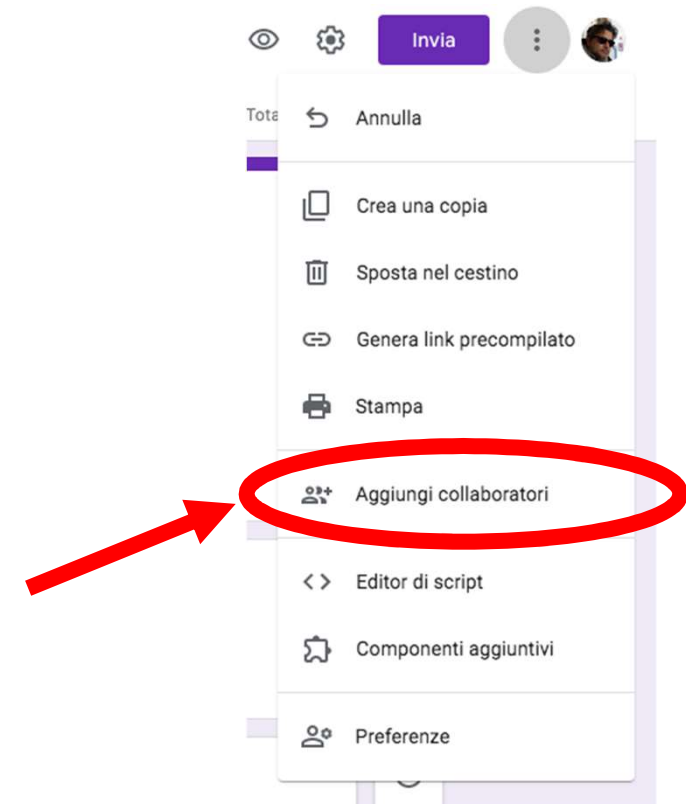 Invia
Tota
Annulla
Crea una copia
Sposta nel cestino
Genera link precompilato
Stampa
Aggiungi collaboratori
Editor di script
Componenti aggiuntivi
Preferenze